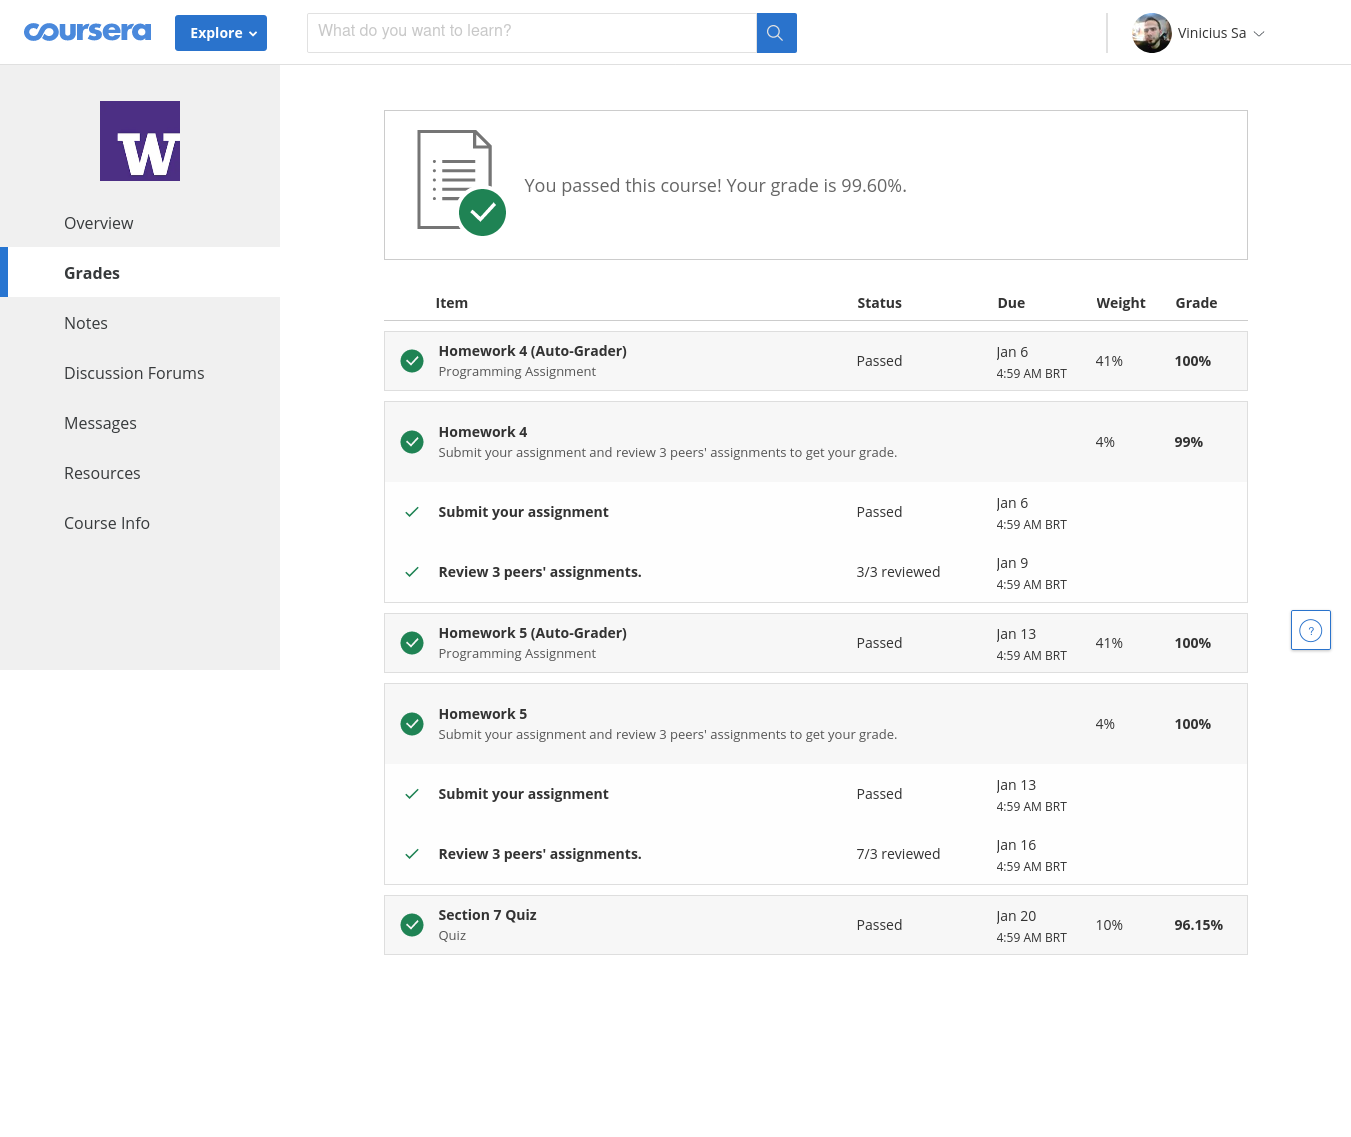 coursera
Explore
What do you want to learn?
Vinicius Sa
W
Overview
Grades
Notes
Discussion Forums
Messages
Resources
Course Info
You passed this course! Your grade is 99.60%.
Item Status Due Weight Grade
Homework 4 (Auto-Grader)
Programming Assignment
Passed
Jan 6
4:59 AM BRT
41%
100%
Homework 4
Submit your assignment and review 3 peers' assignments to get your grade.
4%
99%
Submit your assignment
Passed
Jan 6
4:59 AM BRT
Review 3 peers' assignments.
3/3 reviewed
Jan 9
4:59 AM BRT
Homework 5 (Auto-Grader)
Programming Assignment
Passed
Jan 13
4:59 AM BRT
41%
100%
Homework 5
Submit your assignment and review 3 peers' assignments to get your grade.
4%
100%
Submit your assignment
Passed
Jan 13
4:59 AM BRT
Review 3 peers' assignments.
7/3 reviewed
Jan 16
4:59 AM BRT
Section 7 Quiz
Quiz
Passed
Jan 20
4:59 AM BRT
10%
96.15%
?